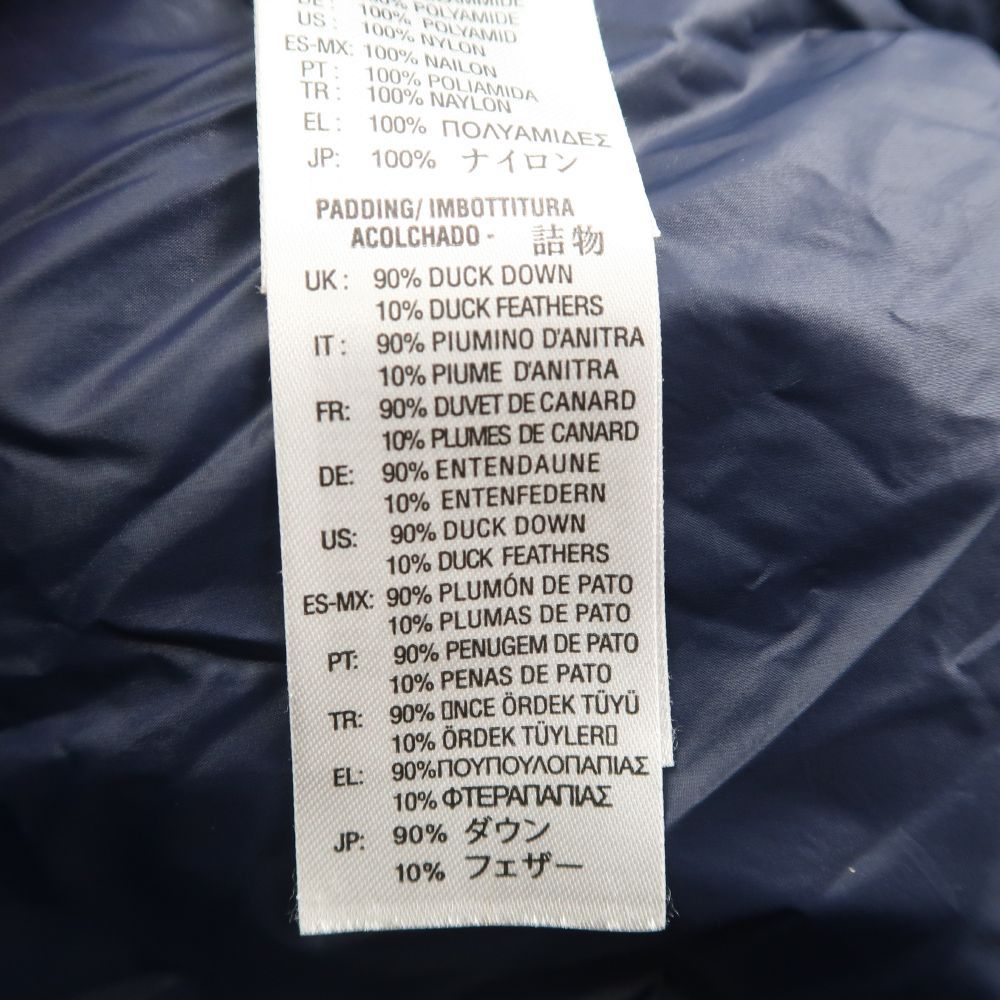 DE: 100% POLYAMIDE
US: 100% POLYAMID
100% NYLON
ES-MX: 100% NAILON
PT: 100% POLIAMIDA
TR: 100% NAYLON
EL: 100% ΠΟΛΥΑΜΙΔΕΣ
JP: 100% ナイロン
PADDING/ IMBOTTITURA
ACOLCHADO - 詰物
UK: 90% DUCK DOWN
10% DUCK FEATHERS
IT: 90% PIUMINO D'ANITRA
10% PIUME D'ANITRA
FR: 90% DUVET DE CANARD
10% PLUMES DE CANARD
DE: 90% ENTENDAUNE
10% ENTENFEDERN
US: 90% DUCK DOWN
10% DUCK FEATHERS
ES-MX: 90% PLUMÓN DE PATO
10% PLUMAS DE PATO
PT: 90% PENUGEM DE PATO
10% PENAS DE PATO
TR: 90% ▯NCE ÖRDEK TÜYÜ
10% ÖRDEK TÜYLER▯
EL: 90%ΠΟΥΠΟΥΛΟΠΑΠΙΑΣ
10% ΦΤΕΡΑΠΑΠΙΑΣ
JP: 90% ダウン
10% フェザー